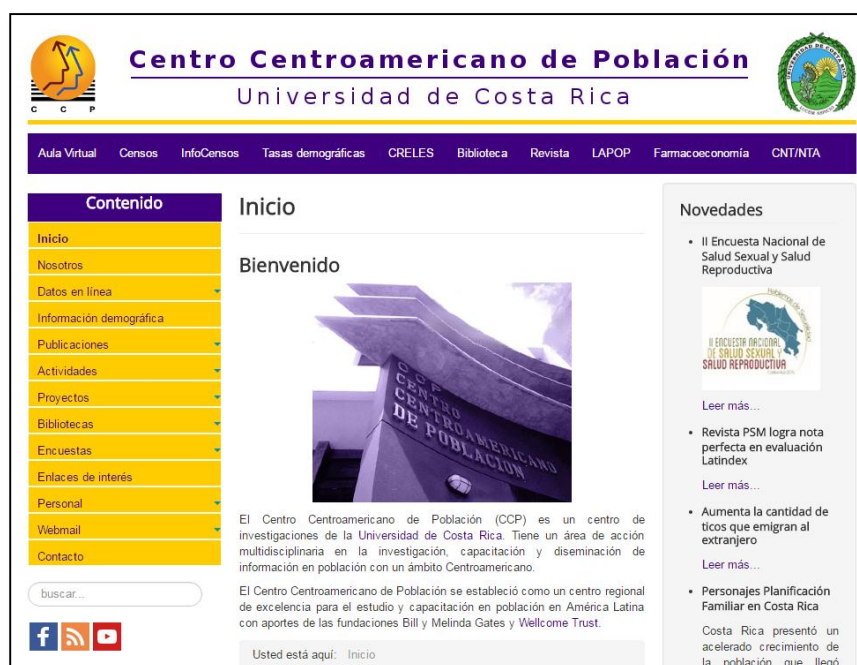 Centro Centroamericano de Población
Universidad de Costa Rica
C C P
UNIVERSIDAD DE COSTA RICA
Aula Virtual Censos InfoCensos Tasas demográficas CRELES Biblioteca Revista LAPOP Farmacoeconomía CNT/NTA
Contenido
Inicio
Nosotros
Datos en línea
Información demográfica
Publicaciones
Actividades
Proyectos
Bibliotecas
Encuestas
Enlaces de interés
Personal
Webmail
Contacto
buscar...
Inicio
Bienvenido
CCP
CENTRO
CENTROAMERICANO
DE POBLACION
El Centro Centroamericano de Población (CCP) es un centro de
investigaciones de la Universidad de Costa Rica. Tiene un área de acción
multidisciplinaria en la investigación, capacitación y diseminación de
información en población con un ámbito Centroamericano.
El Centro Centroamericano de Población se estableció como un centro regional
de excelencia para el estudio y capacitación en población en América Latina
con aportes de las fundaciones Bill y Melinda Gates y Wellcome Trust.
Usted está aquí: Inicio
Novedades
II Encuesta Nacional de
Salud Sexual y Salud
Reproductiva
Hablemos de Sexualidad
II ENCUESTA NACIONAL
DE SALUD SEXUAL Y
SALUD REPRODUCTIVA
Leer más...
Revista PSM logra nota
perfecta en evaluación
Latindex
Leer más...
Aumenta la cantidad de
ticos que emigran al
extranjero
Leer más...
Personajes Planificación
Familiar en Costa Rica
Costa Rica presentó un
acelerado crecimiento de
la población que llegó